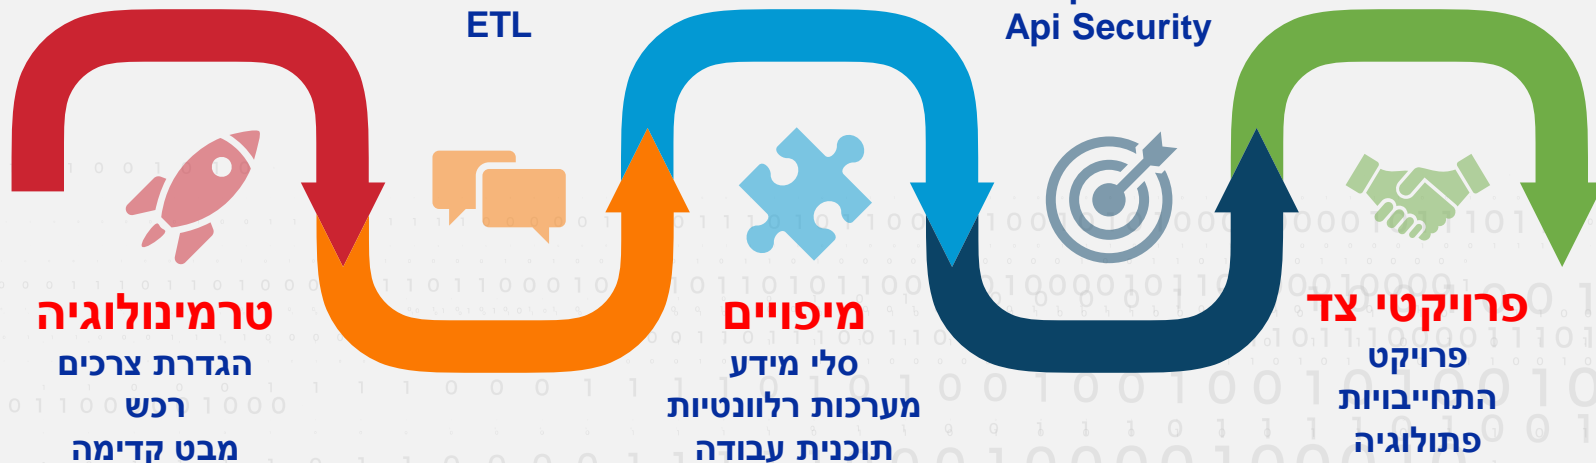 ETL
Api Security
טרמינולוגיה
הגדרת צרכים
רכש
מבט קדימה
מיפויים
סלי מידע
מערכות רלוונטיות
תוכנית עבודה
פרויקטי צד
פרויקט
התחייבויות
פתולוגיה